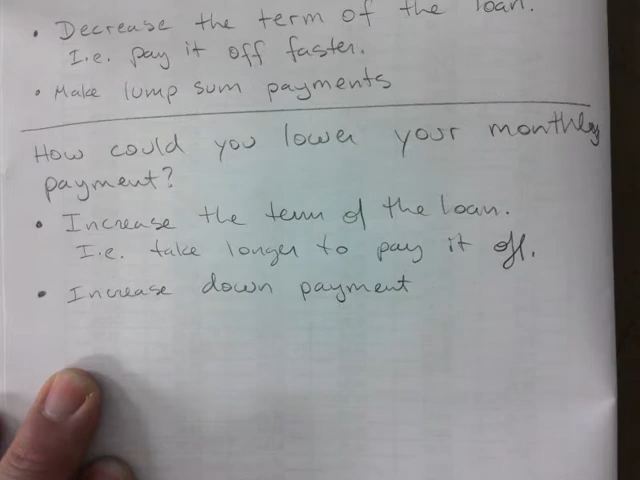 • Decrease the term of the loan.
I.e. pay it off faster.
• Make lump sum payments
How could you lower your monthly
payment?
• Increase the term of the loan.
I.e. take longer to pay it off.
• Increase down payment